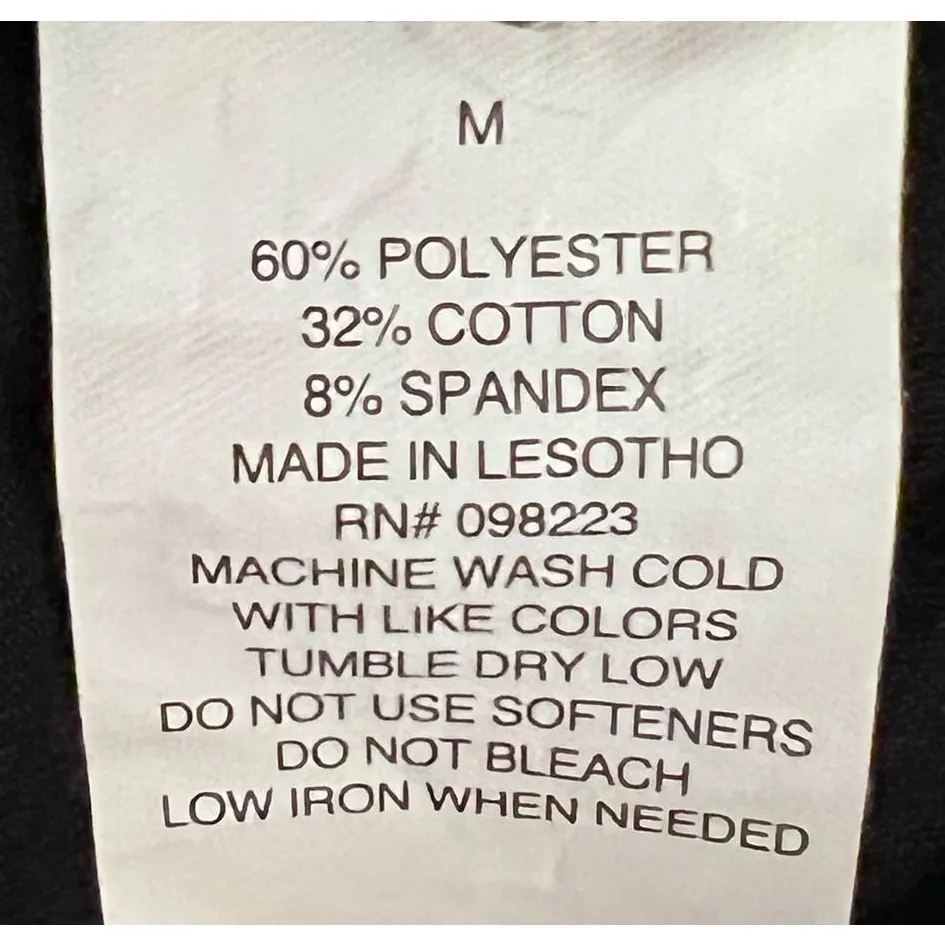 M
60% POLYESTER
32% COTTON
8% SPANDEX
MADE IN LESOTHO
RN# 098223
MACHINE WASH COLD
WITH LIKE COLORS
TUMBLE DRY LOW
DO NOT USE SOFTENERS
DO NOT BLEACH
LOW IRON WHEN NEEDED